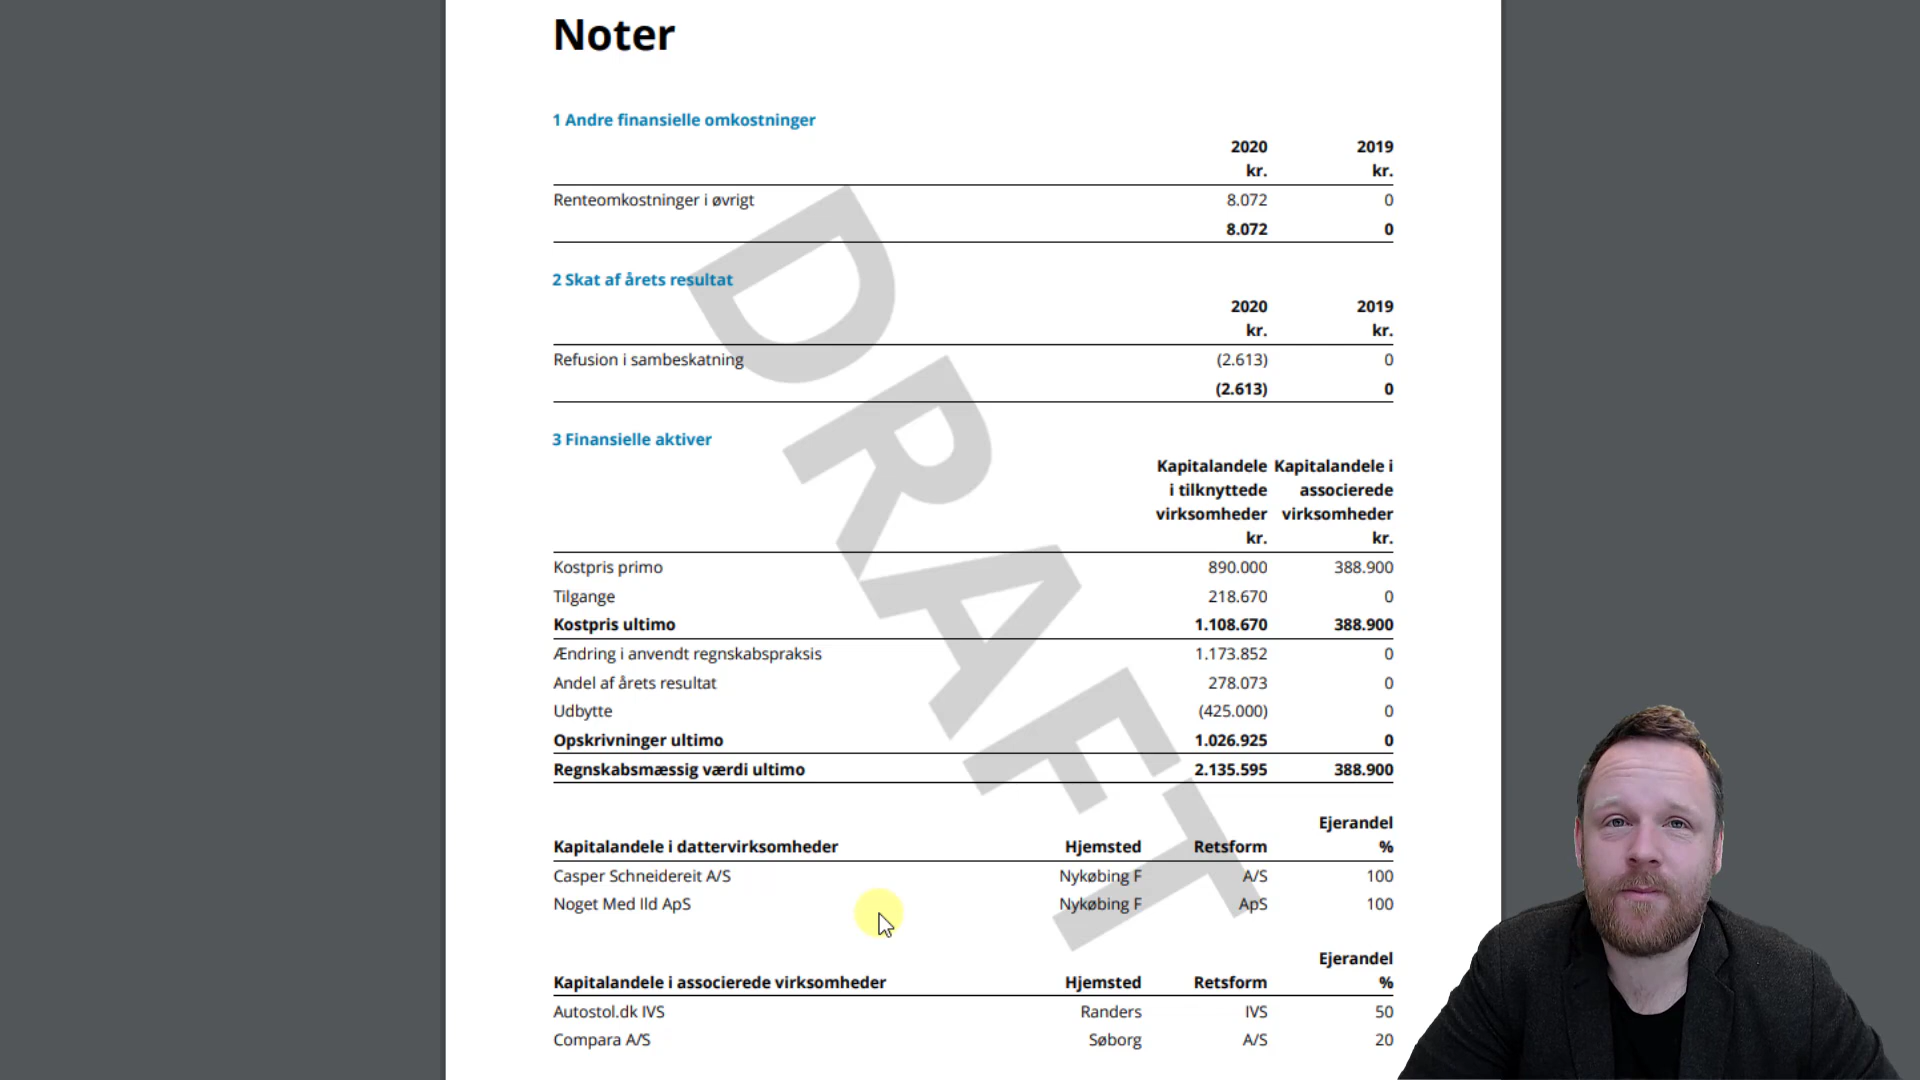 Noter
1 Andre finansielle omkostninger
2020 2019
kr. kr.
Renteomkostninger i øvrigt 8.072 0
8.072 0
2 Skat af årets resultat
2020 2019
kr. kr.
Refusion i sambeskatning (2.613) 0
(2.613) 0
3 Finansielle aktiver
Kapitalandele Kapitalandele i
i tilknyttede associerede
virksomheder virksomheder
kr. kr.
Kostpris primo 890.000 388.900
Tilgange 218.670 0
Kostpris ultimo 1.108.670 388.900
Ændring i anvendt regnskabspraksis 1.173.852 0
Andel af årets resultat 278.073 0
Udbytte (425.000) 0
Opskrivninger ultimo 1.026.925 0
Regnskabsmæssig værdi ultimo 2.135.595 388.900
Ejerandel
Kapitalandele i dattervirksomheder Hjemsted Retsform %
Casper Schneidereit A/S Nykøbing F A/S 100
Noget Med Ild ApS Nykøbing F ApS 100
Ejerandel
Kapitalandele i associerede virksomheder Hjemsted Retsform %
Autostol.dk IVS Randers IVS 50
Compara A/S Søborg A/S 20
DRAFT